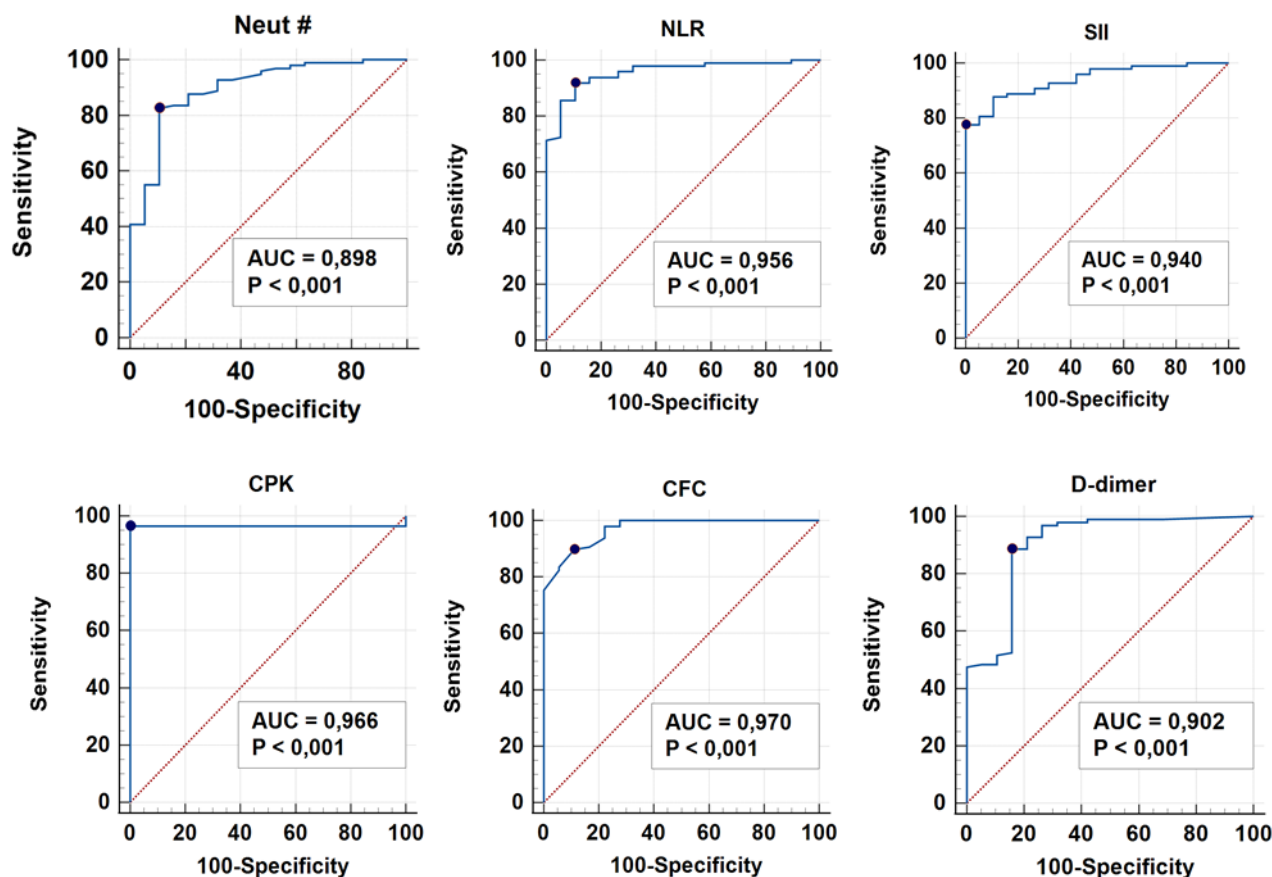 Neut #
100
80
60
40
20
0
Sensitivity
AUC = 0,898
P < 0,001
0 40 80
100-Specificity
NLR
100
80
60
40
20
0
Sensitivity
AUC = 0,956
P < 0,001
0 20 40 60 80 100
100-Specificity
SII
100
80
60
40
20
0
Sensitivity
AUC = 0,940
P < 0,001
0 20 40 60 80 100
100-Specificity
CPK
100
80
60
40
20
0
Sensitivity
AUC = 0,966
P < 0,001
0 20 40 60 80 100
100-Specificity
CFC
100
80
60
40
20
0
Sensitivity
AUC = 0,970
P < 0,001
0 20 40 60 80 100
100-Specificity
D-dimer
100
80
60
40
20
0
Sensitivity
AUC = 0,902
P < 0,001
0 20 40 60 80 100
100-Specificity